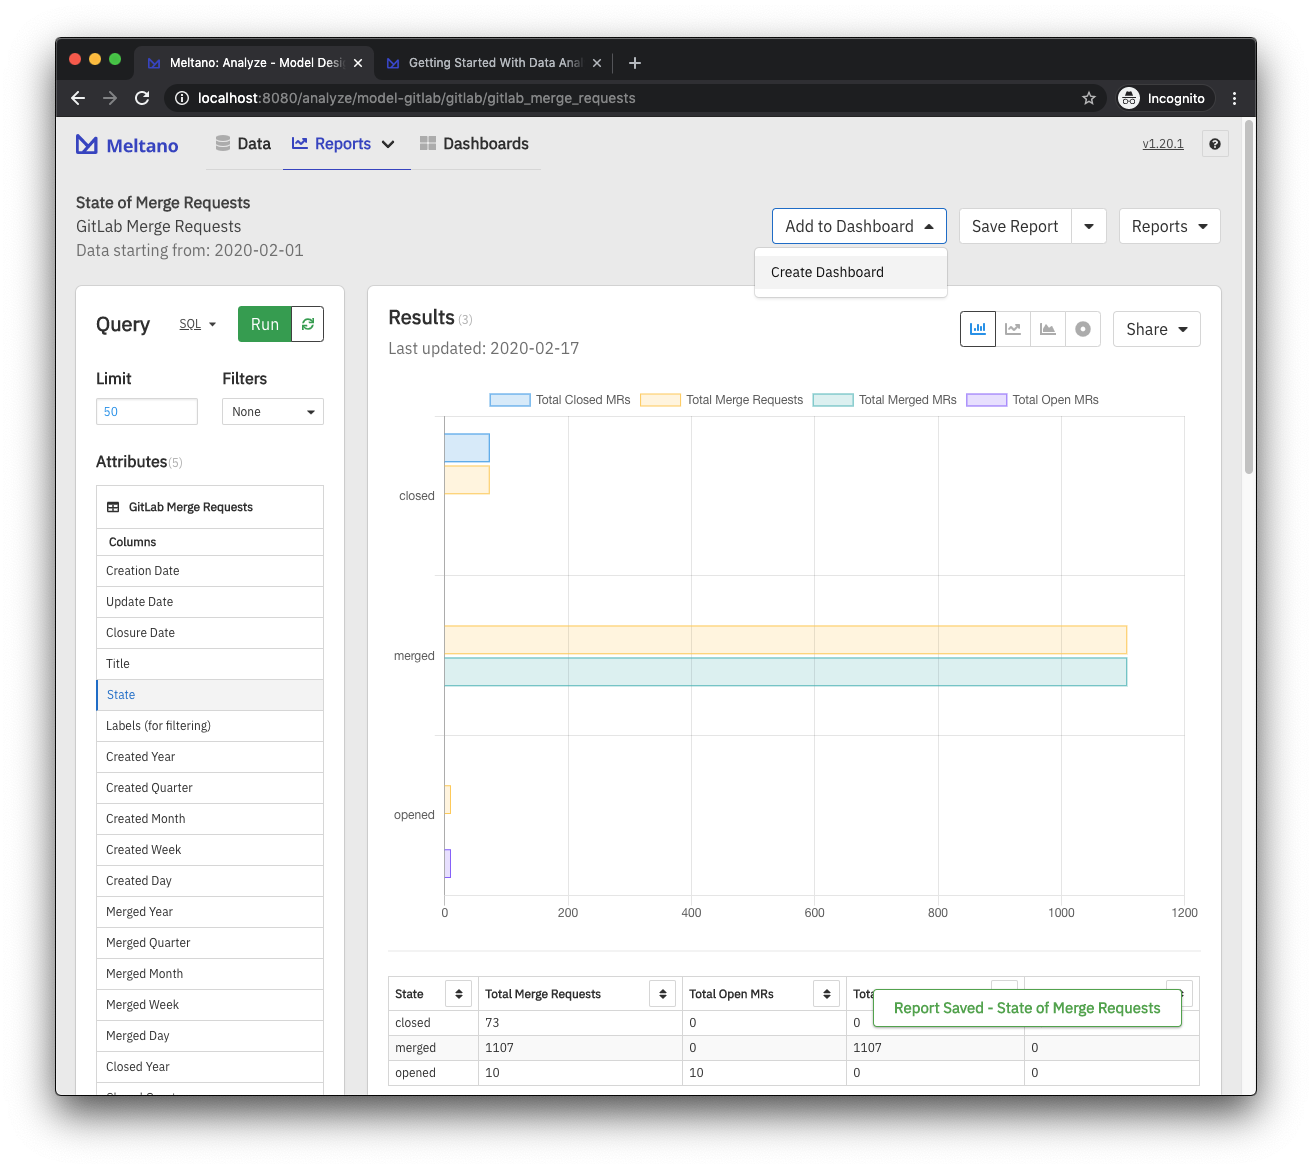 Meltano: Analyze - Model Desi
Getting Started With Data Anal
localhost:8080/analyze/model-gitlab/gitlab/gitlab_merge_requests
Incognito
Meltano
Data
Reports
Dashboards
v1.20.1
State of Merge Requests
GitLab Merge Requests
Data starting from: 2020-02-01
Add to Dashboard
Save Report
Reports
Create Dashboard
Query
SQL
Run
Limit
Filters
50
None
Attributes(5)
GitLab Merge Requests
Columns
Creation Date
Update Date
Closure Date
Title
State
Labels (for filtering)
Created Year
Created Quarter
Created Month
Created Week
Created Day
Merged Year
Merged Quarter
Merged Month
Merged Week
Merged Day
Closed Year
Results (3)
Last updated: 2020-02-17
Share
Total Closed MRs
Total Merge Requests
Total Merged MRs
Total Open MRs
closed
merged
opened
0 200 400 600 800 1000 1200
State Total Merge Requests Total Open MRs Tota
closed 73 0 0
merged 1107 0 1107 0
opened 10 10 0 0
Report Saved - State of Merge Requests